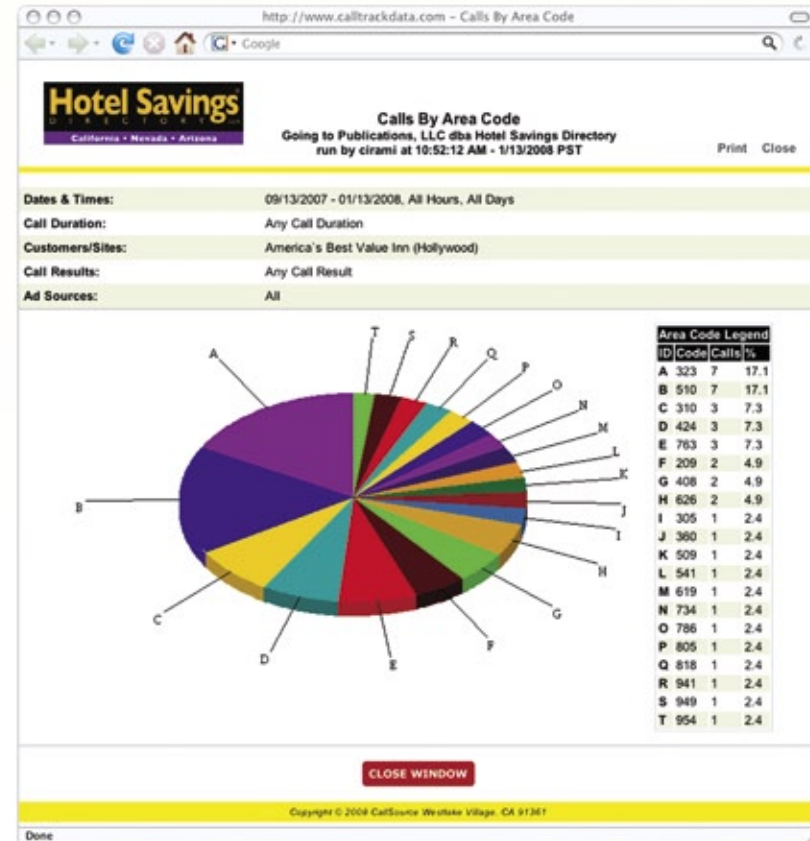 http://www.calltrackdata.com – Calls By Area Code
Google
Hotel Savings
DIRECTORY
California • Nevada • Arizona
Calls By Area Code
Going to Publications, LLC dba Hotel Savings Directory
run by cirami at 10:52:12 AM - 1/13/2008 PST
Print Close
Dates & Times: 09/13/2007 - 01/13/2008, All Hours, All Days
Call Duration: Any Call Duration
Customers/Sites: America's Best Value Inn (Hollywood)
Call Results: Any Call Result
Ad Sources: All
A
B
C
D
E
F
G
H
I
J
K
L
M
N
O
P
Q
R
S
T
Area Code Legend
ID Code Calls %
A 323 7 17.1
B 510 7 17.1
C 310 3 7.3
D 424 3 7.3
E 763 3 7.3
F 209 2 4.9
G 408 2 4.9
H 626 2 4.9
I 305 1 2.4
J 360 1 2.4
K 509 1 2.4
L 541 1 2.4
M 619 1 2.4
N 734 1 2.4
O 786 1 2.4
P 805 1 2.4
Q 818 1 2.4
R 941 1 2.4
S 949 1 2.4
T 954 1 2.4
CLOSE WINDOW
Copyright © 2008 CallSource Westlake Village, CA 91361
Done